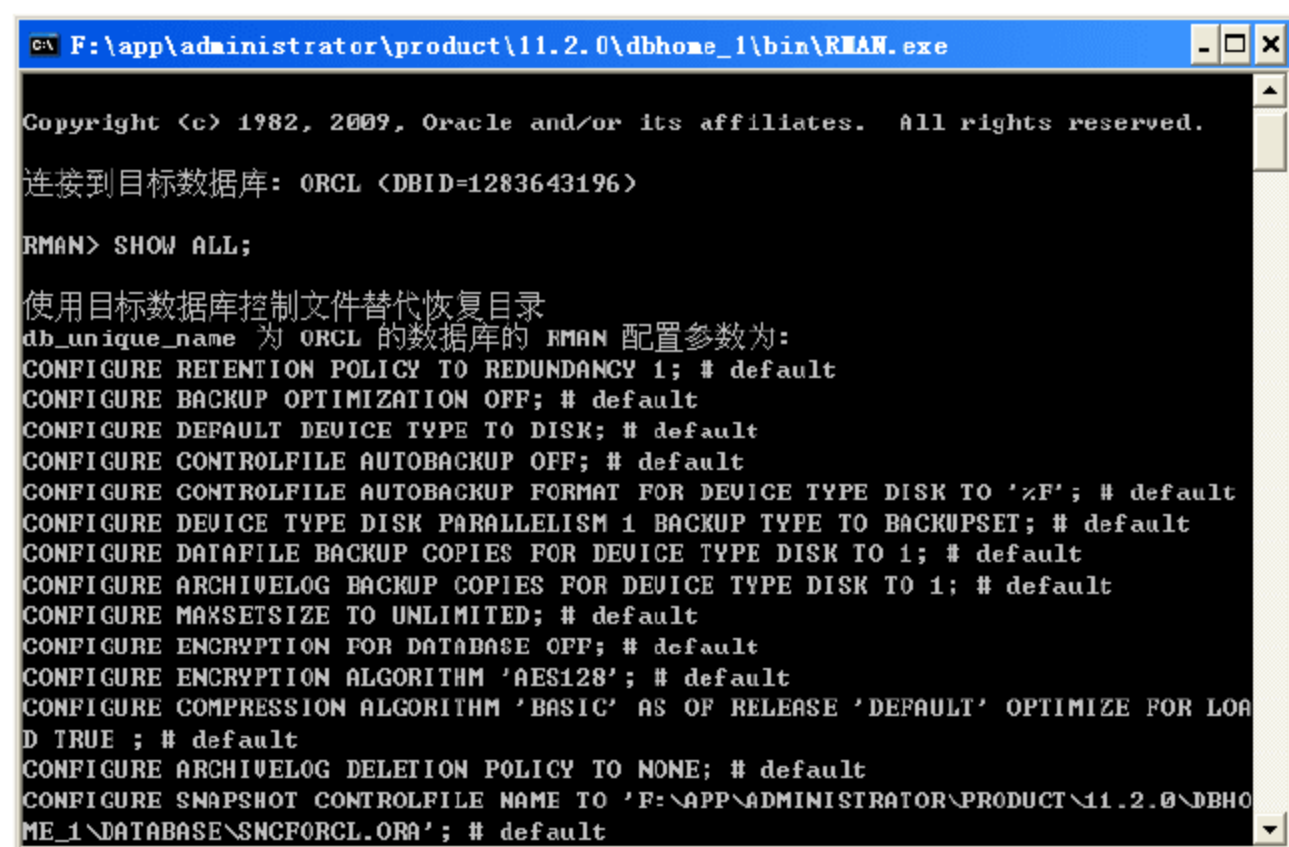 F:\app\administrator\product\11.2.0\dbhome_1\bin\RMAN.exe
Copyright (c) 1982, 2009, Oracle and/or its affiliates.  All rights reserved.
连接到目标数据库: ORCL (DBID=1283643196)
RMAN> SHOW ALL;
使用目标数据库控制文件替代恢复目录
db_unique_name 为 ORCL 的数据库的 RMAN 配置参数为:
CONFIGURE RETENTION POLICY TO REDUNDANCY 1; # default
CONFIGURE BACKUP OPTIMIZATION OFF; # default
CONFIGURE DEFAULT DEVICE TYPE TO DISK; # default
CONFIGURE CONTROLFILE AUTOBACKUP OFF; # default
CONFIGURE CONTROLFILE AUTOBACKUP FORMAT FOR DEVICE TYPE DISK TO '%F'; # default
CONFIGURE DEVICE TYPE DISK PARALLELISM 1 BACKUP TYPE TO BACKUPSET; # default
CONFIGURE DATAFILE BACKUP COPIES FOR DEVICE TYPE DISK TO 1; # default
CONFIGURE ARCHIVELOG BACKUP COPIES FOR DEVICE TYPE DISK TO 1; # default
CONFIGURE MAXSETSIZE TO UNLIMITED; # default
CONFIGURE ENCRYPTION FOR DATABASE OFF; # default
CONFIGURE ENCRYPTION ALGORITHM 'AES128'; # default
CONFIGURE COMPRESSION ALGORITHM 'BASIC' AS OF RELEASE 'DEFAULT' OPTIMIZE FOR LOA
D TRUE ; # default
CONFIGURE ARCHIVELOG DELETION POLICY TO NONE; # default
CONFIGURE SNAPSHOT CONTROLFILE NAME TO 'F:\APP\ADMINISTRATOR\PRODUCT\11.2.0\DBHO
ME_1\DATABASE\SNCFORCL.ORA'; # default